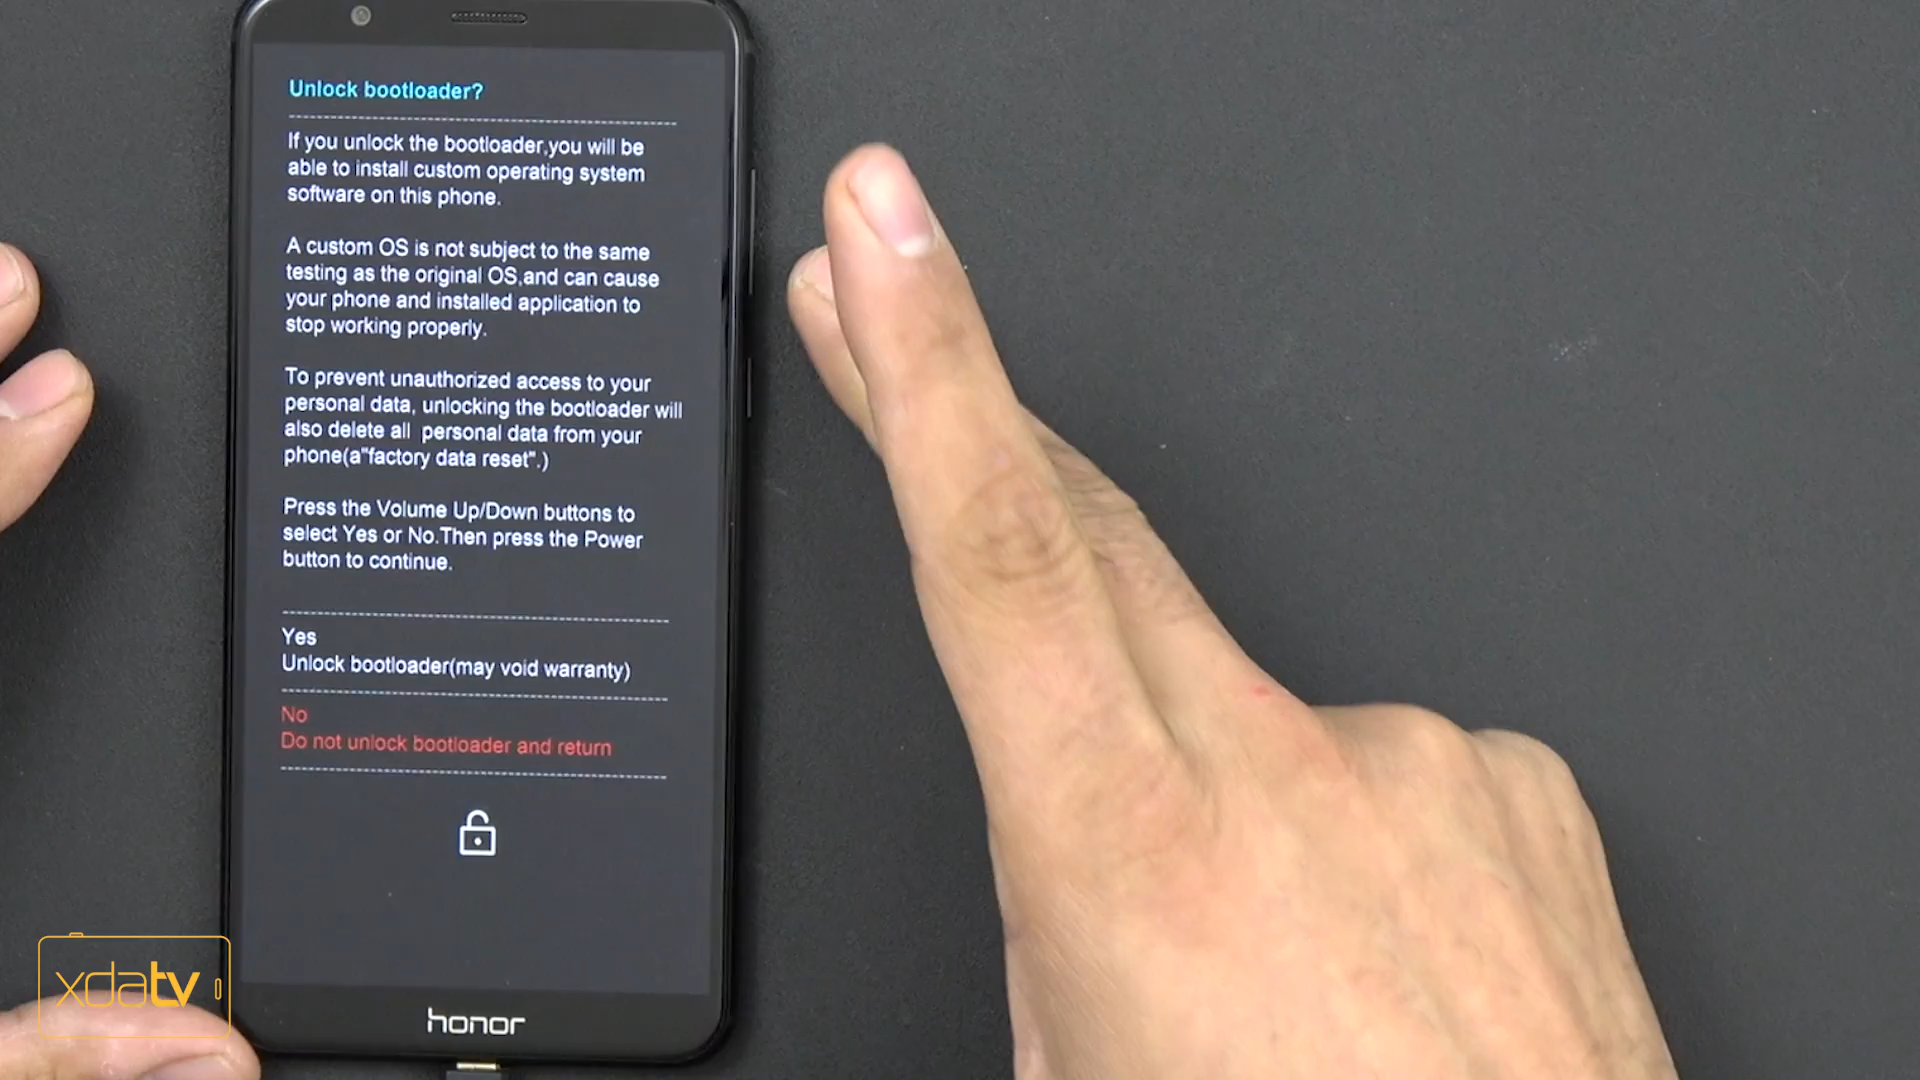 Unlock bootloader?
If you unlock the bootloader,you will be
able to install custom operating system
software on this phone.
A custom OS is not subject to the same
testing as the original OS,and can cause
your phone and installed application to
stop working properly.
To prevent unauthorized access to your
personal data, unlocking the bootloader will
also delete all  personal data from your
phone(a"factory data reset".)
Press the Volume Up/Down buttons to
select Yes or No.Then press the Power
button to continue.
Yes
Unlock bootloader(may void warranty)
No
Do not unlock bootloader and return
honor
xdatv